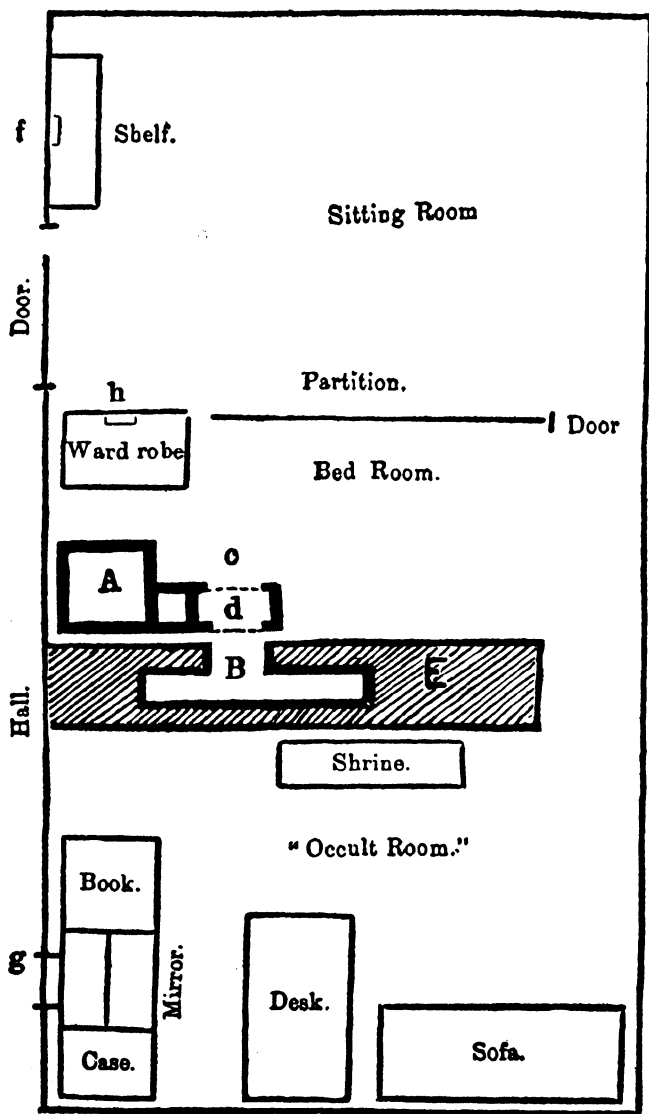 f
Shelf.
Sitting Room
Door.
Partition.
h
Door
Ward robe
Bed Room.
c
A
d
B
E
Hall.
Shrine.
"Occult Room."
Book.
g
Mirror.
Desk.
Case.
Sofa.